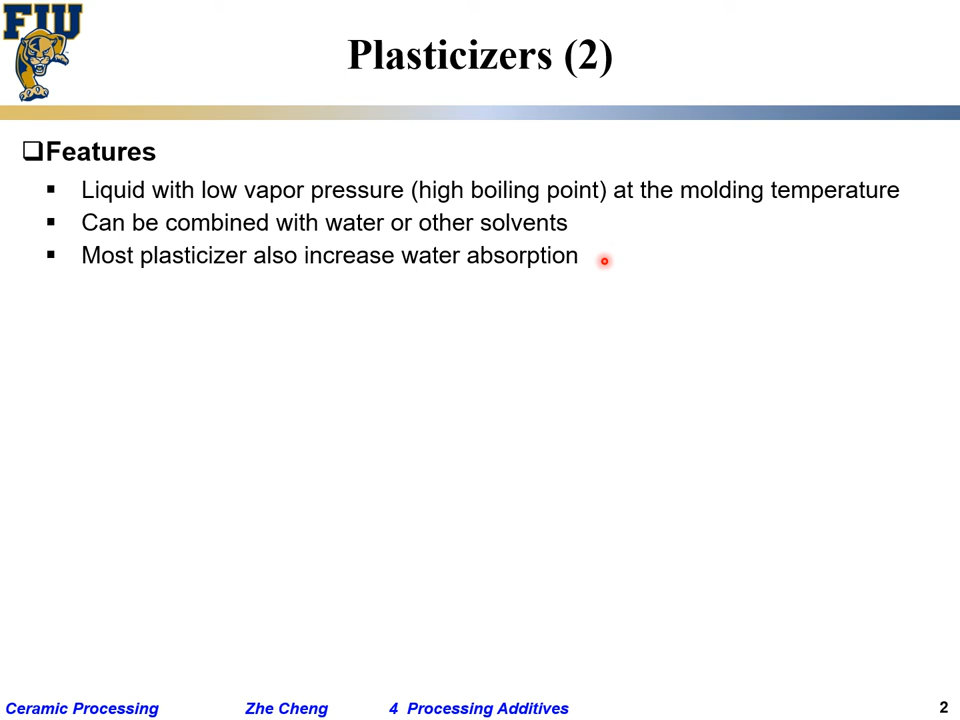 FIU
Plasticizers (2)
❑Features
▪ Liquid with low vapor pressure (high boiling point) at the molding temperature
▪ Can be combined with water or other solvents
▪ Most plasticizer also increase water absorption
Ceramic Processing Zhe Cheng 4 Processing Additives 2